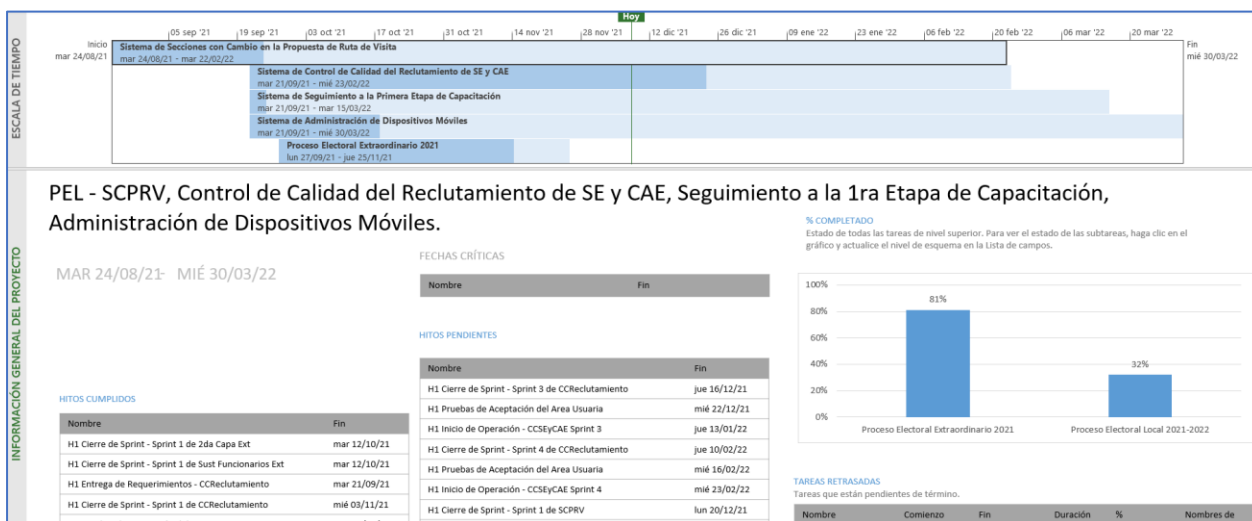 Hoy
05 sep '21 19 sep '21 03 oct '21 17 oct '21 31 oct '21 14 nov '21 28 nov '21 12 dic '21 26 dic '21 09 ene '22 23 ene '22 06 feb '22 20 feb '22 06 mar '22 20 mar '22
ESCALA DE TIEMPO
Inicio
mar 24/08/21
Sistema de Secciones con Cambio en la Propuesta de Ruta de Visita
mar 24/08/21 - mar 22/02/22
Sistema de Control de Calidad del Reclutamiento de SE y CAE
mar 21/09/21 - mié 23/02/22
Sistema de Seguimiento a la Primera Etapa de Capacitación
mar 21/09/21 - mar 15/03/22
Sistema de Administración de Dispositivos Móviles
mar 21/09/21 - mié 30/03/22
Proceso Electoral Extraordinario 2021
lun 27/09/21 - jue 25/11/21
Fin
mié 30/03/22
INFORMACIÓN GENERAL DEL PROYECTO
PEL - SCPRV, Control de Calidad del Reclutamiento de SE y CAE, Seguimiento a la 1ra Etapa de Capacitación,
Administración de Dispositivos Móviles.
MAR 24/08/21- MIÉ 30/03/22
HITOS CUMPLIDOS
Nombre Fin
H1 Cierre de Sprint - Sprint 1 de 2da Capa Ext mar 12/10/21
H1 Cierre de Sprint - Sprint 1 de Sust Funcionarios Ext mar 12/10/21
H1 Entrega de Requerimientos - CCReclutamiento mar 21/09/21
H1 Cierre de Sprint - Sprint 1 de CCReclutamiento mié 03/11/21
FECHAS CRÍTICAS
Nombre Fin
HITOS PENDIENTES
Nombre Fin
H1 Cierre de Sprint - Sprint 3 de CCReclutamiento jue 16/12/21
H1 Pruebas de Aceptación del Area Usuaria mié 22/12/21
H1 Inicio de Operación - CCSEyCAE Sprint 3 jue 13/01/22
H1 Cierre de Sprint - Sprint 4 de CCReclutamiento jue 10/02/22
H1 Pruebas de Aceptación del Area Usuaria mié 16/02/22
H1 Inicio de Operación - CCSEyCAE Sprint 4 mié 23/02/22
H1 Cierre de Sprint - Sprint 1 de SCPRV lun 20/12/21
% COMPLETADO
Estado de todas las tareas de nivel superior. Para ver el estado de las subtareas, haga clic en el
gráfico y actualice el nivel de esquema en la Lista de campos.
100%
80%
60%
40%
20%
0%
81%
32%
Proceso Electoral Extraordinario 2021 Proceso Electoral Local 2021-2022
TAREAS RETRASADAS
Tareas que están pendientes de término.
Nombre Comienzo Fin Duración % Nombres de